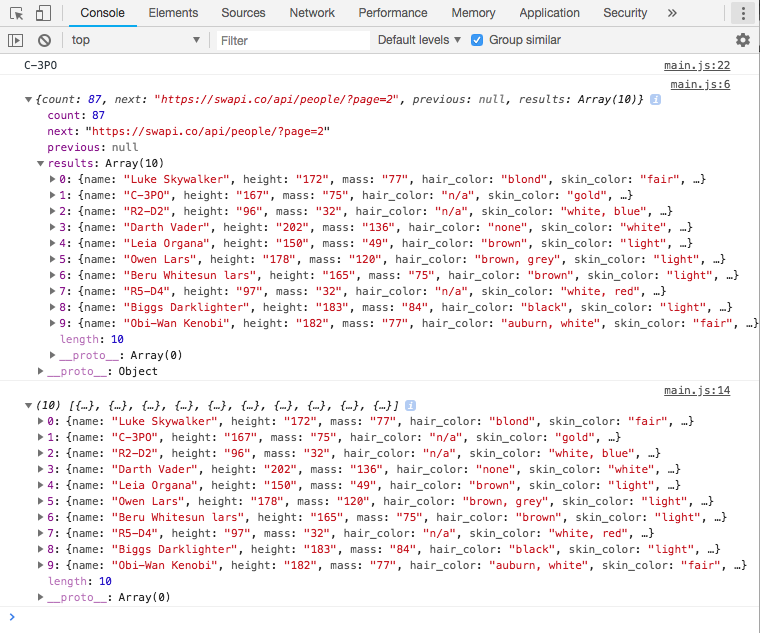 Console Elements Sources Network Performance Memory Application Security »
top Filter Default levels Group similar
C-3PO main.js:22
main.js:6
{count: 87, next: "https://swapi.co/api/people/?page=2", previous: null, results: Array(10)} i
count: 87
next: "https://swapi.co/api/people/?page=2"
previous: null
results: Array(10)
0: {name: "Luke Skywalker", height: "172", mass: "77", hair_color: "blond", skin_color: "fair", …}
1: {name: "C-3PO", height: "167", mass: "75", hair_color: "n/a", skin_color: "gold", …}
2: {name: "R2-D2", height: "96", mass: "32", hair_color: "n/a", skin_color: "white, blue", …}
3: {name: "Darth Vader", height: "202", mass: "136", hair_color: "none", skin_color: "white", …}
4: {name: "Leia Organa", height: "150", mass: "49", hair_color: "brown", skin_color: "light", …}
5: {name: "Owen Lars", height: "178", mass: "120", hair_color: "brown, grey", skin_color: "light", …}
6: {name: "Beru Whitesun lars", height: "165", mass: "75", hair_color: "brown", skin_color: "light", …}
7: {name: "R5-D4", height: "97", mass: "32", hair_color: "n/a", skin_color: "white, red", …}
8: {name: "Biggs Darklighter", height: "183", mass: "84", hair_color: "black", skin_color: "light", …}
9: {name: "Obi-Wan Kenobi", height: "182", mass: "77", hair_color: "auburn, white", skin_color: "fair", …}
length: 10
__proto__: Array(0)
__proto__: Object
main.js:14
(10) [{…}, {…}, {…}, {…}, {…}, {…}, {…}, {…}, {…}, {…}] i
0: {name: "Luke Skywalker", height: "172", mass: "77", hair_color: "blond", skin_color: "fair", …}
1: {name: "C-3PO", height: "167", mass: "75", hair_color: "n/a", skin_color: "gold", …}
2: {name: "R2-D2", height: "96", mass: "32", hair_color: "n/a", skin_color: "white, blue", …}
3: {name: "Darth Vader", height: "202", mass: "136", hair_color: "none", skin_color: "white", …}
4: {name: "Leia Organa", height: "150", mass: "49", hair_color: "brown", skin_color: "light", …}
5: {name: "Owen Lars", height: "178", mass: "120", hair_color: "brown, grey", skin_color: "light", …}
6: {name: "Beru Whitesun lars", height: "165", mass: "75", hair_color: "brown", skin_color: "light", …}
7: {name: "R5-D4", height: "97", mass: "32", hair_color: "n/a", skin_color: "white, red", …}
8: {name: "Biggs Darklighter", height: "183", mass: "84", hair_color: "black", skin_color: "light", …}
9: {name: "Obi-Wan Kenobi", height: "182", mass: "77", hair_color: "auburn, white", skin_color: "fair", …}
length: 10
__proto__: Array(0)